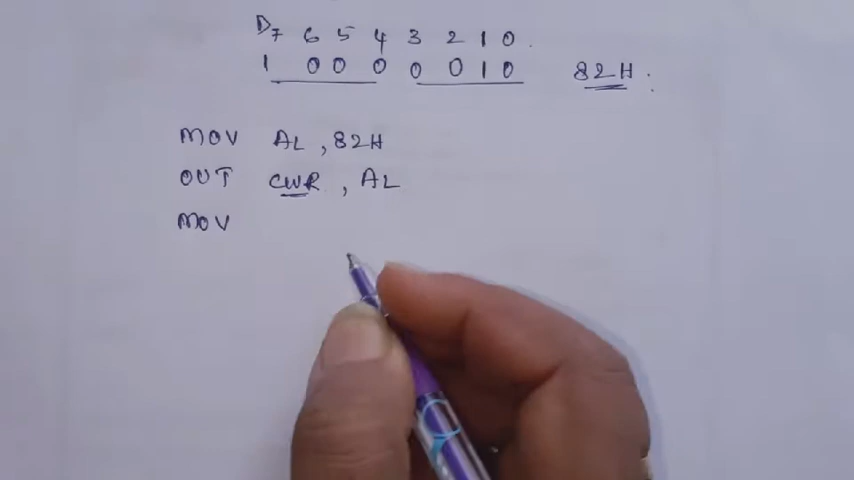 D7 6 5 4 3 2 1 0
1 0 0 0 0 0 1 0 82H.
MOV AL, 82H
OUT CWR, AL
MOV